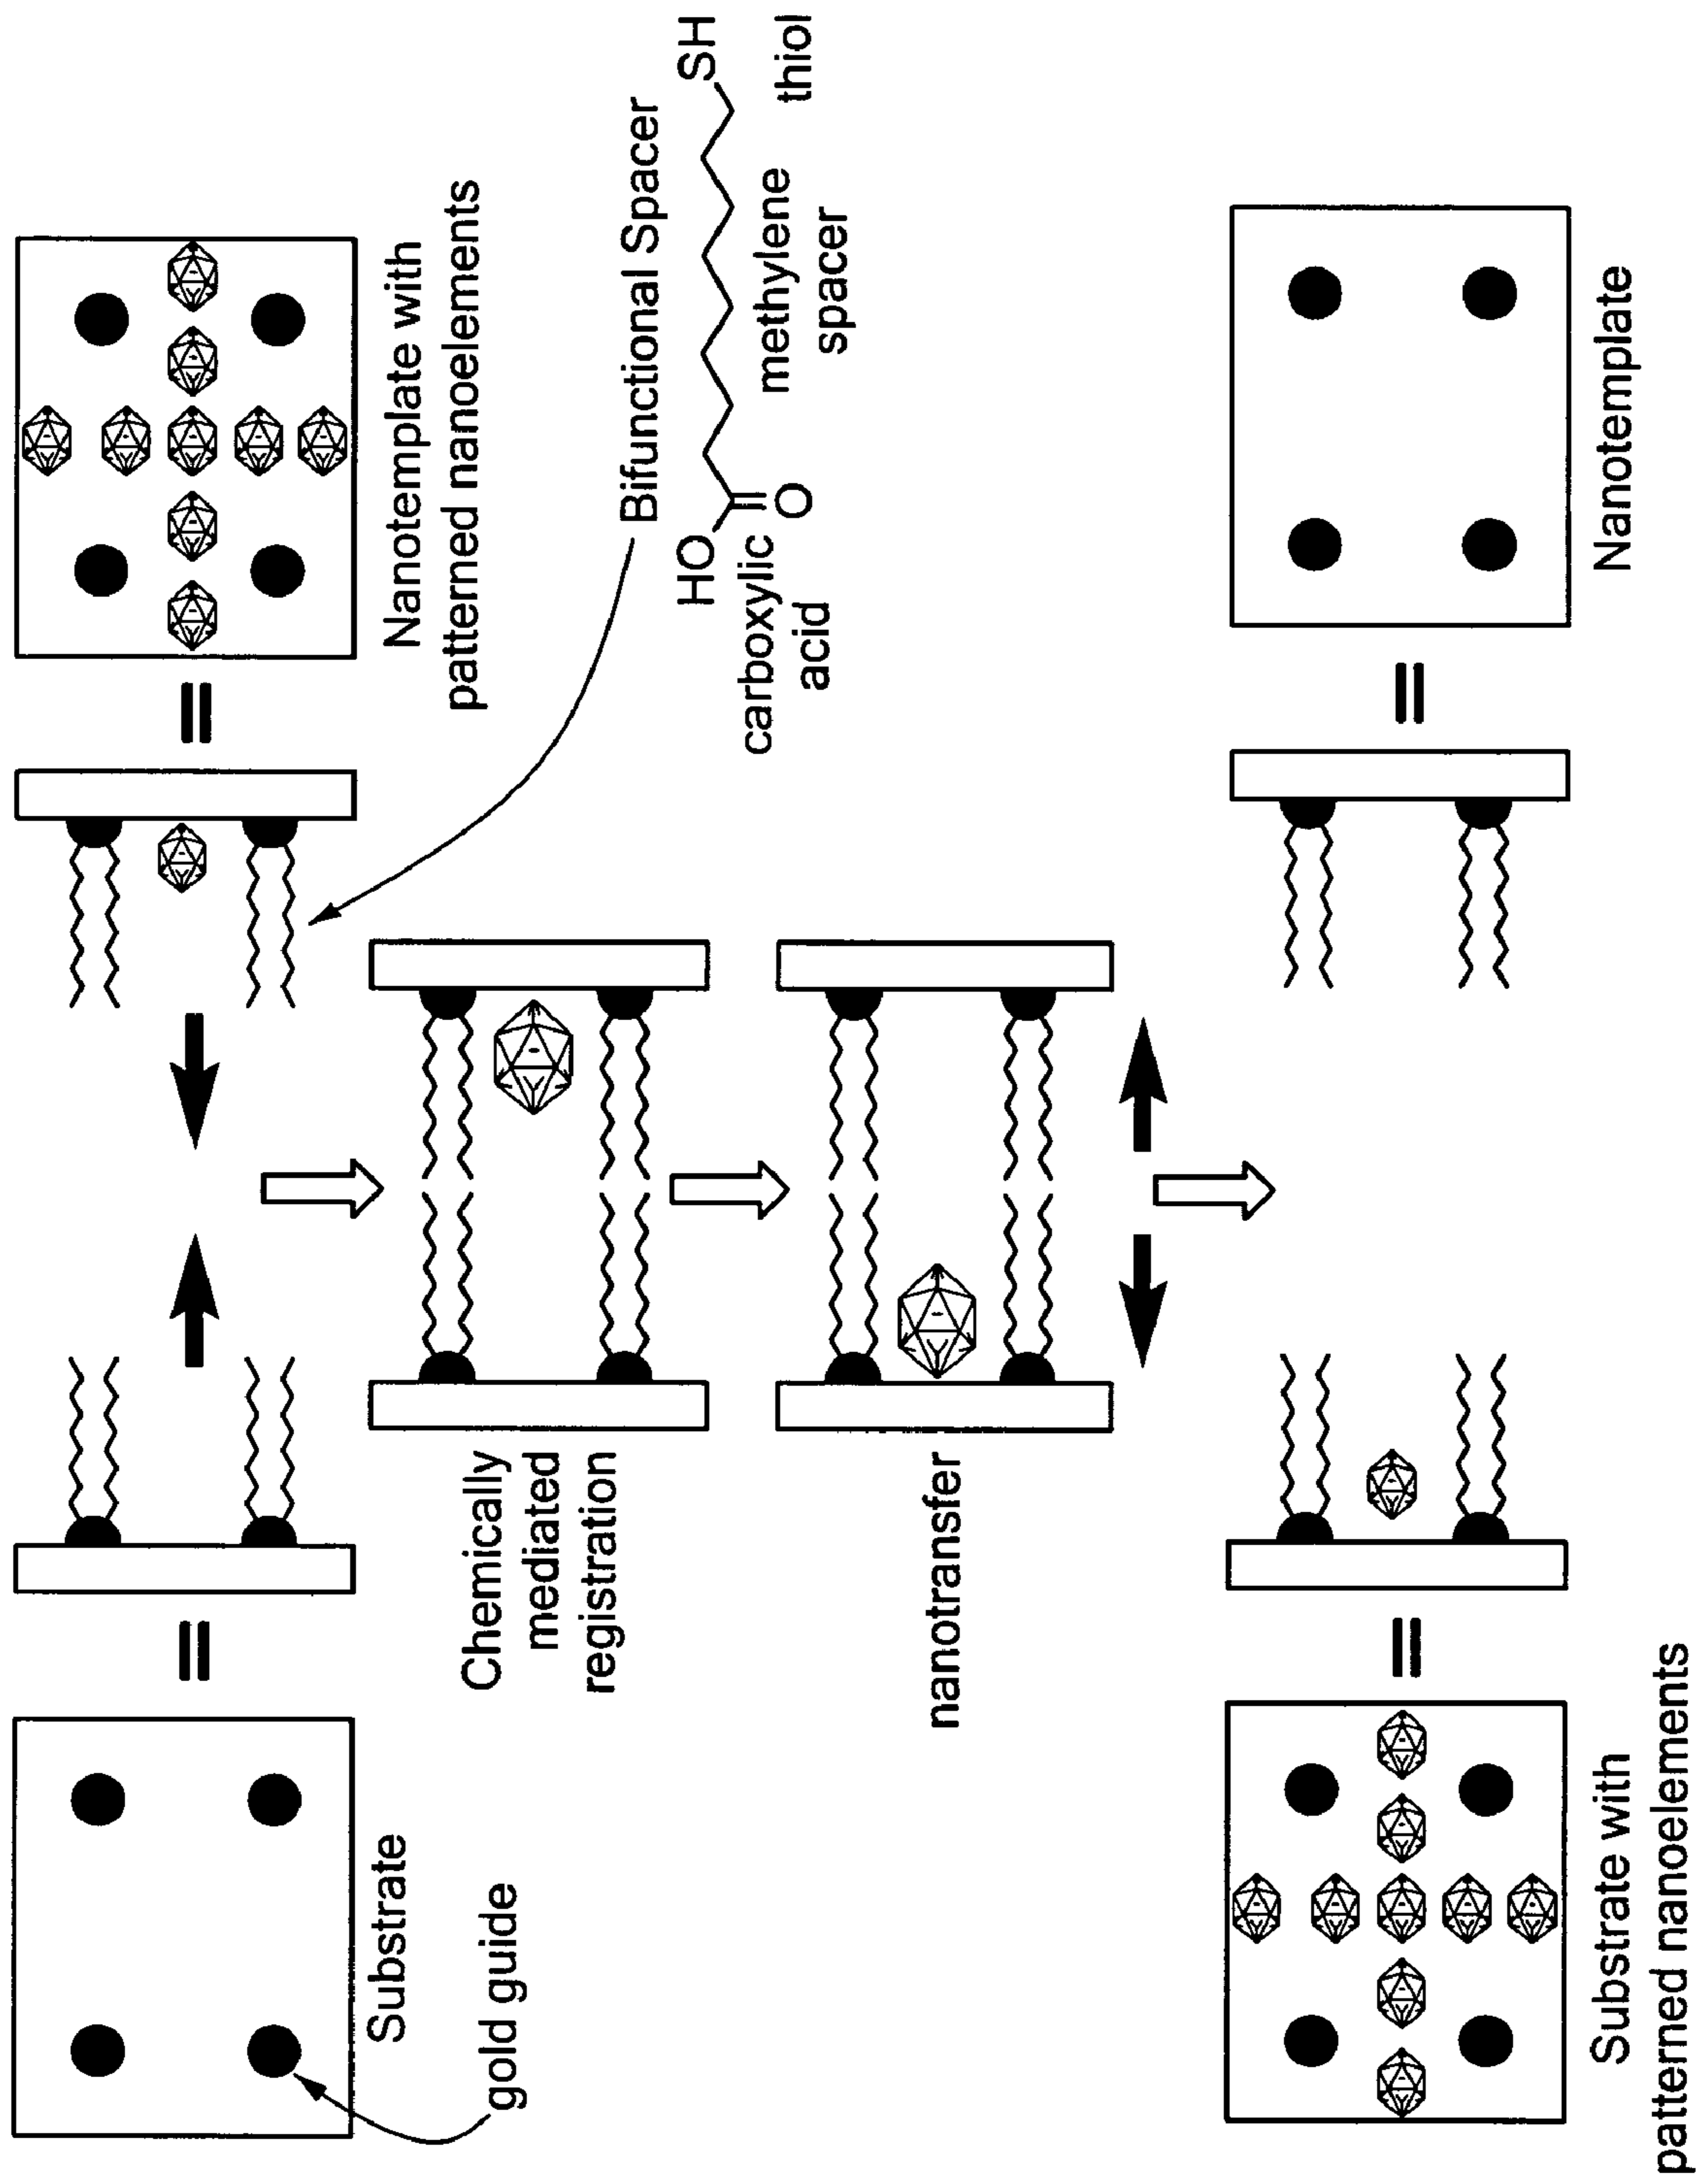 Substrate
gold guide
Nanotemplate with
patterned nanoelements
Bifunctional Spacer
HO
O
SH
carboxylic
acid
methylene
spacer
thiol
Chemically
mediated
registration
nanotransfer
Substrate with
patterned nanoelements
Nanotemplate